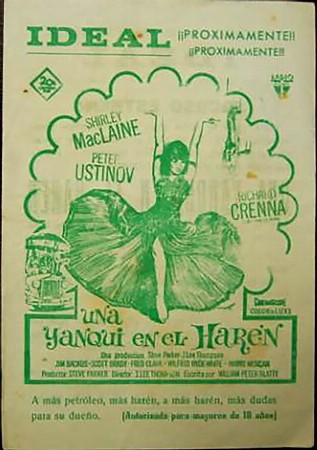 IDEAL ¡¡PROXIMAMENTE!!
¡¡PROXIMAMENTE!!
20
RADIO
SHIRLEY
MacLAINE
PETER
USTINOV
RICHARD
CRENNA
CINEMASCOPE
COLOR DE LUXE
UNA
YANQUI EN EL HAREN
Una producción Steve Parker-J.Lee Thompson
JIM BACKUS-SCOTT BRADY-FRED CLARK-WILFRID HYDE WHITE-HARRY MORGAN
Productor STEVE PARKER Director J.LEE THOMPSON Escrita por WILLIAM PETER BLATTY
A más petróleo, más harén, a más harén, más dudas
para su dueño. (Autorizada para mayores de 18 años)